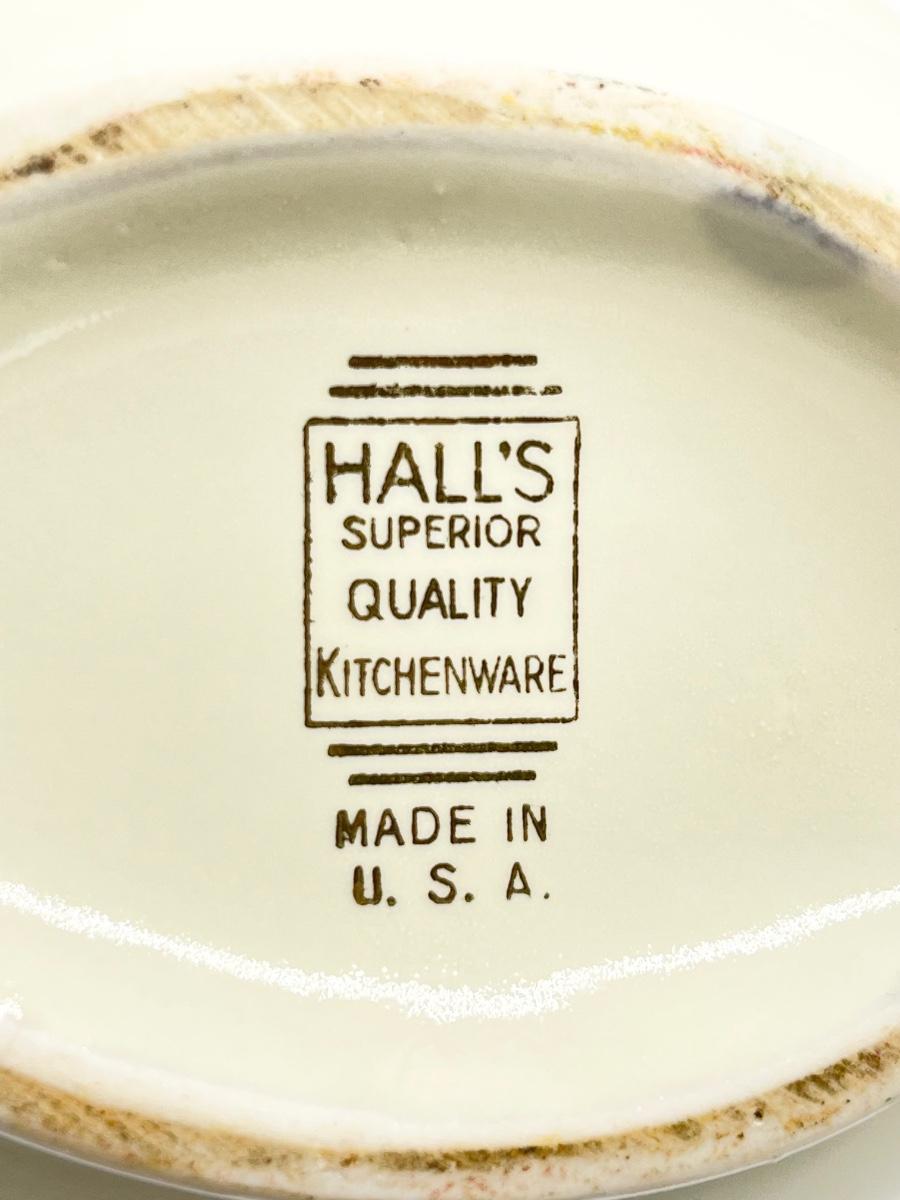 HALL'S
SUPERIOR
QUALITY
KITCHENWARE
MADE IN
U. S. A.